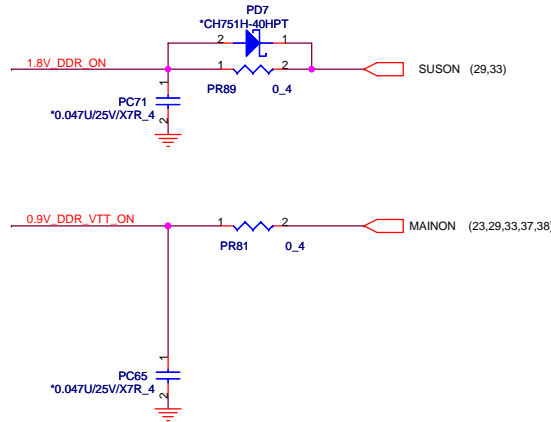 PD7
*CH751H-40HPT
2 1
1.8V_DDR_ON
1 2
SUSON (29,33)
PR89 0_4
1
PC71
*0.047U/25V/X7R_4
2
0.9V_DDR_VTT_ON
1 2
MAINON (23,29,33,37,38)
PR81 0_4
1
PC65
*0.047U/25V/X7R_4
2